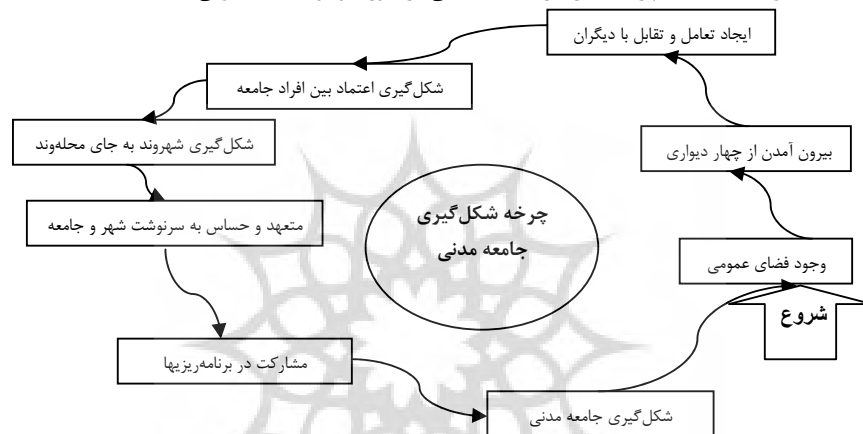 ایجاد تعامل و تقابل با دیگران
شکل‌گیری اعتماد بین افراد جامعه
شکل‌گیری شهروند به جای محله‌وند
بیرون آمدن از چهار دیواری
چرخه شکل‌گیری
جامعه مدنی
متعهد و حساس به سرنوشت شهر و جامعه
وجود فضای عمومی
شروع
مشارکت در برنامه‌ریزیها
شکل‌گیری جامعه مدنی